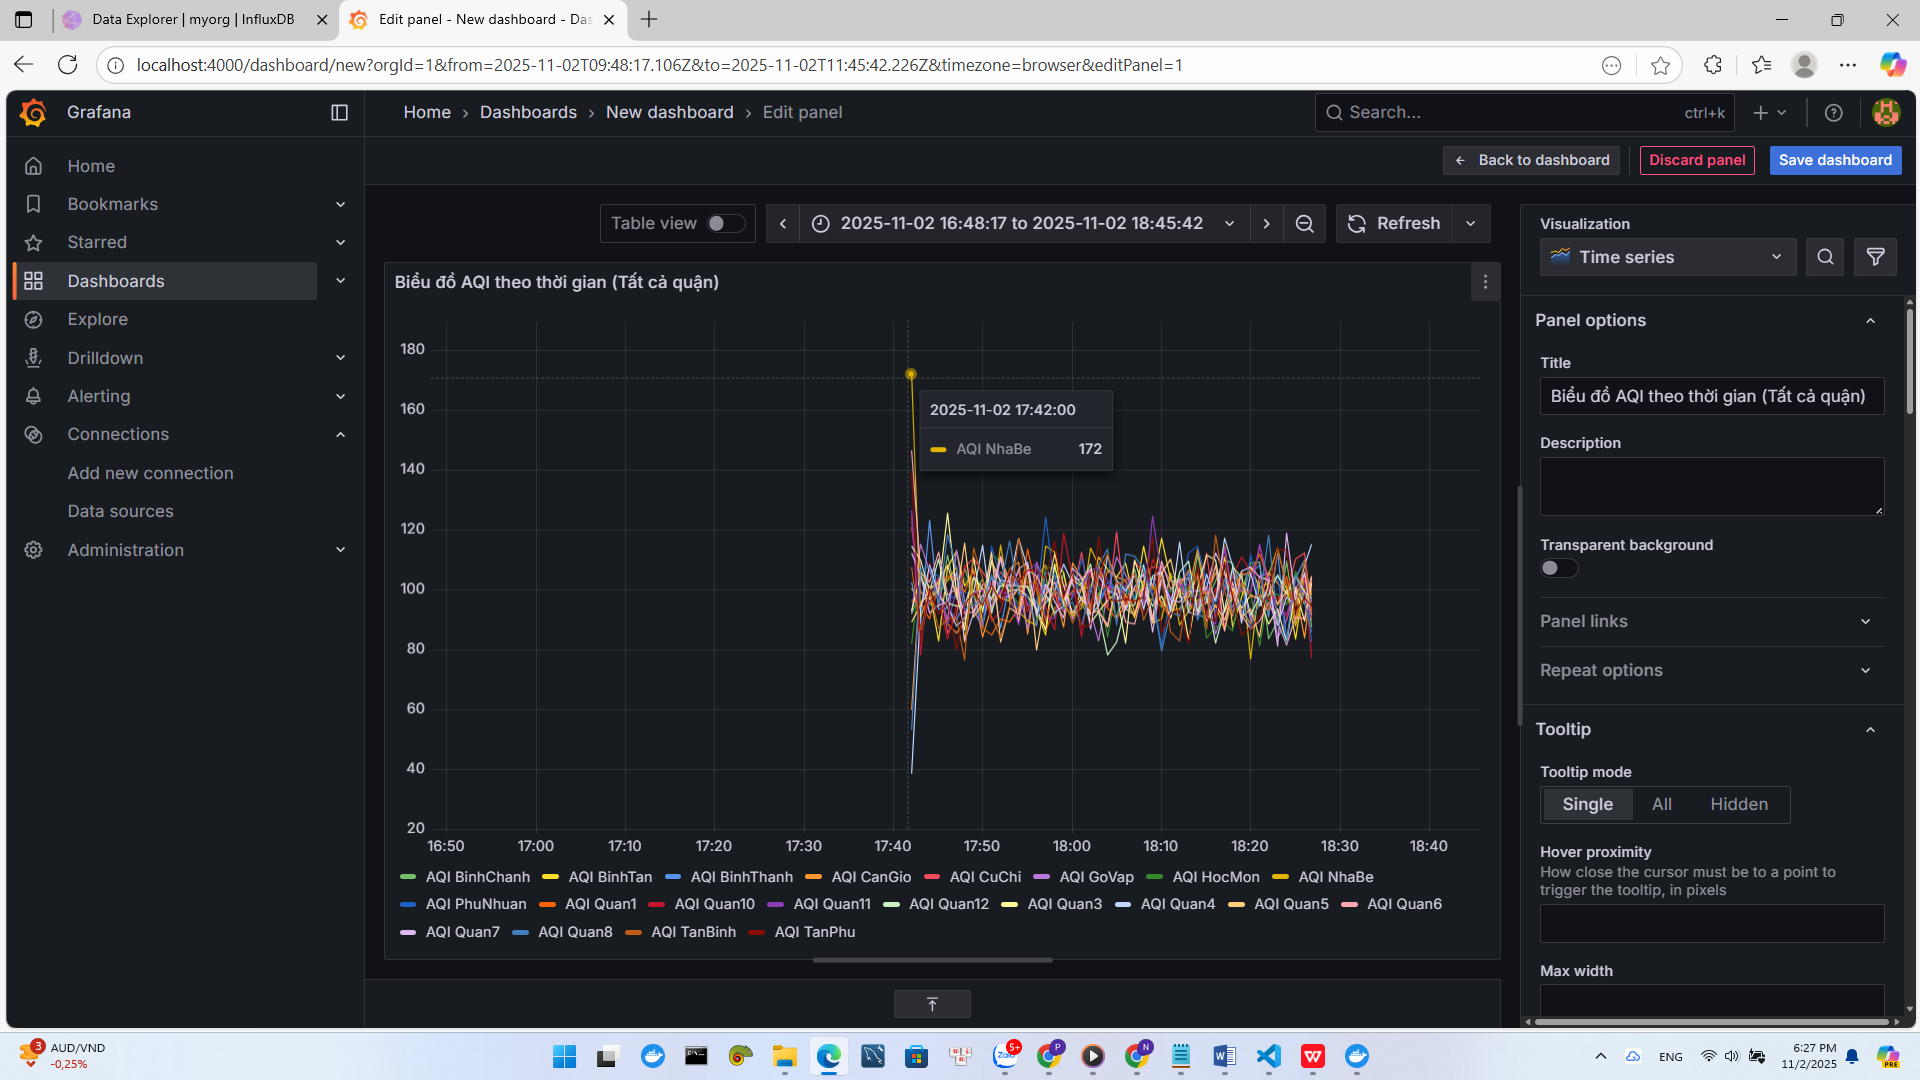 Data Explorer | myorg | InfluxDB
Edit panel - New dashboard - Das
localhost:4000/dashboard/new?orgId=1&from=2025-11-02T09:48:17.106Z&to=2025-11-02T11:45:42.226Z&timezone=browser&editPanel=1
Grafana
Home › Dashboards › New dashboard › Edit panel
Search...
ctrl+k
Home
Bookmarks
Starred
Dashboards
Explore
Drilldown
Alerting
Connections
Add new connection
Data sources
Administration
Back to dashboard
Discard panel
Save dashboard
Table view
2025-11-02 16:48:17 to 2025-11-02 18:45:42
Refresh
Biểu đồ AQI theo thời gian (Tất cả quận)
180
160
140
120
100
80
60
40
20
2025-11-02 17:42:00
AQI NhaBe 172
16:50 17:00 17:10 17:20 17:30 17:40 17:50 18:00 18:10 18:20 18:30 18:40
AQI BinhChanh AQI BinhTan AQI BinhThanh AQI CanGio AQI CuChi AQI GoVap AQI HocMon AQI NhaBe
AQI PhuNhuan AQI Quan1 AQI Quan10 AQI Quan11 AQI Quan12 AQI Quan3 AQI Quan4 AQI Quan5 AQI Quan6
AQI Quan7 AQI Quan8 AQI TanBinh AQI TanPhu
Visualization
Time series
Panel options
Title
Biểu đồ AQI theo thời gian (Tất cả quận)
Description
Transparent background
Panel links
Repeat options
Tooltip
Tooltip mode
Single All Hidden
Hover proximity
How close the cursor must be to a point to
trigger the tooltip, in pixels
Max width
3
AUD/VND
-0,25%
Zalo
5+
P
N
W
W
PRE
ENG
6:27 PM
11/2/2025